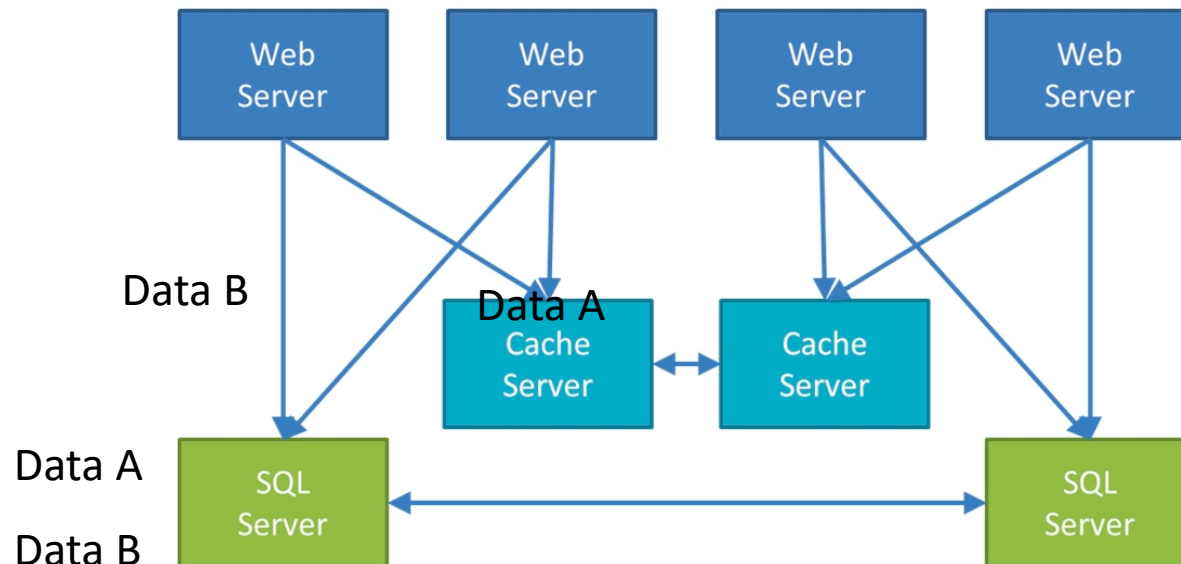 Web
Server
Web
Server
Web
Server
Web
Server
Data B
Data A
Cache
Server
Cache
Server
Data A
SQL
Server
SQL
Server
Data B